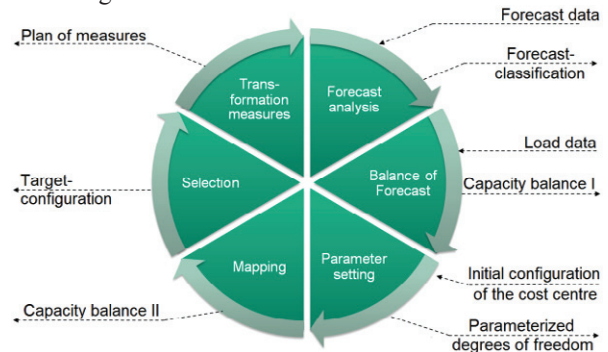 Forecast data
Plan of measures
Forecast-
classification
Trans-
formation
measures
Forecast
analysis
Load data
Target-
configuration
Selection
Balance of
Forecast
Capacity balance I
Mapping
Parameter
setting
Initial configuration
of the cost centre
Capacity balance II
Parameterized
degrees of freedom